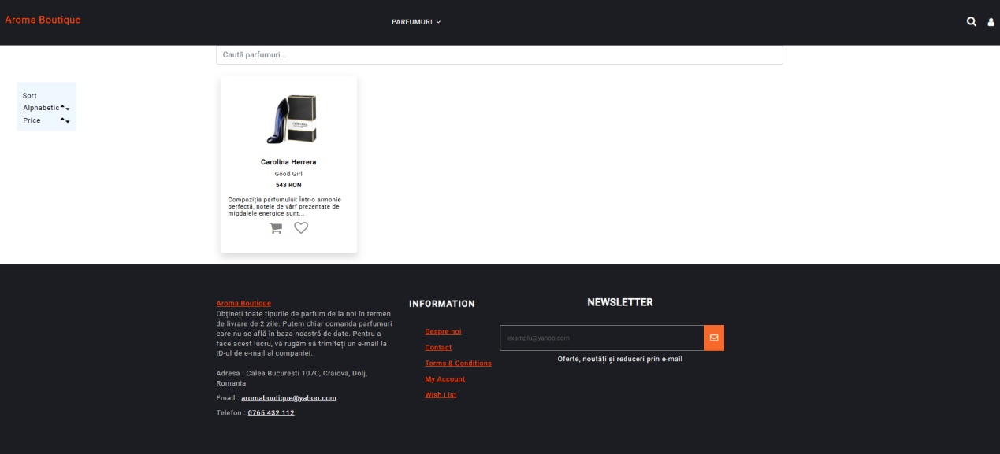 Aroma Boutique
PARFUMURI
Caută parfumuri...
Sort
Alphabetic
Price
Carolina Herrera
Good Girl
543 RON
Compoziția parfumului: Într-o armonie
perfectă, notele de vârf prezentate de
migdalele energice sunt...
Aroma Boutique
Obțineți toate tipurile de parfum de la noi în termen
de livrare de 2 zile. Putem chiar comanda parfumuri
care nu se află în baza noastră de date. Pentru a
face acest lucru, vă rugăm să trimiteți un e-mail la
ID-ul de e-mail al companiei.
Adresa : Calea Bucuresti 107C, Craiova, Dolj,
Romania
Email : aromaboutique@yahoo.com
Telefon : 0765 432 112
INFORMATION
Despre noi
Contact
Terms & Conditions
My Account
Wish List
NEWSLETTER
examplu@yahoo.com
Oferte, noutăți și reduceri prin e-mail